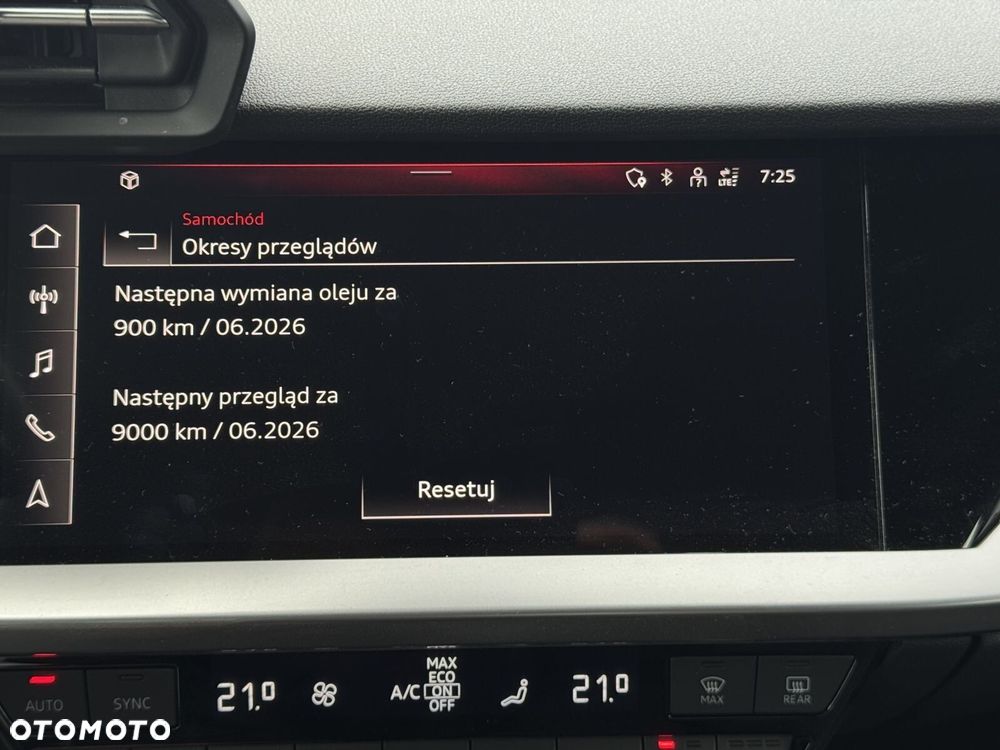 LTE 7:25
Samochód
Okresy przeglądów
Następna wymiana oleju za
900 km / 06.2026
Następny przegląd za
9000 km / 06.2026
Resetuj
AUTO
SYNC
21.0
A/C
MAX
ECO
ON
OFF
21.0
MAX
REAR
OTOMOTO